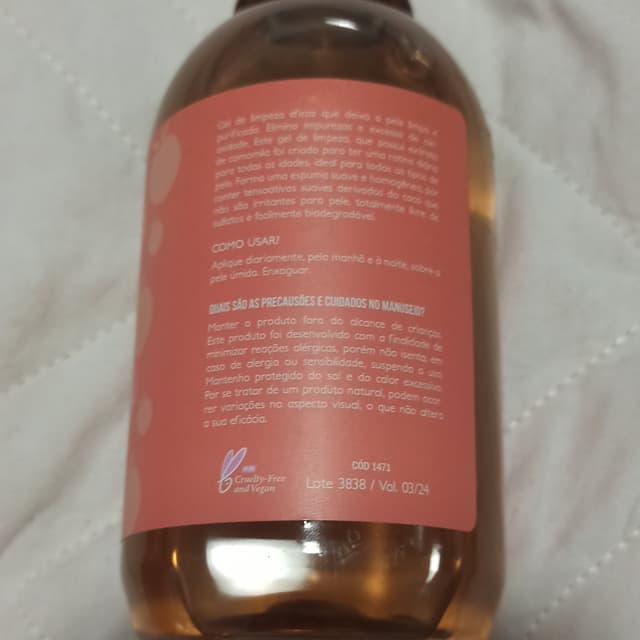 Gel de limpeza eficaz que deixa a pele limpa e
purificada. Elimina impurezas e excesso de ole
osidade. Este gel de limpeza, que possui extrato
de camomila foi criado para ter uma rotina diária
para todas as idades, ideal para todos os tipos de
pele. Forma uma espuma suave e homogênea, por
conter tensoativos suaves derivados do coco que
não são irritantes para pele, totalmente livre de
sulfatos e facilmente biodegradável.
COMO USAR?
Aplique diariamente, pela manhã e à noite, sobre a
pele úmida. Enxaguar.
QUAIS SÃO AS PRECAUSÕES E CUIDADOS NO MANUSEIO?
Manter o produto fora do alcance de crianças.
Este produto foi desenvolvido com a finalidade de
minimizar reações alérgicas, porém não isenta, em
caso de alergia ou sensibilidade, suspenda o uso.
Mantenha protegido do sol e do calor excessivo.
Por se tratar de um produto natural, podem ocor
rer variações no aspecto visual, o que não altera
a sua eficácia.
Cruelty-Free
and Vegan
CÓD 1471
Lote 3838 / Val. 03/24